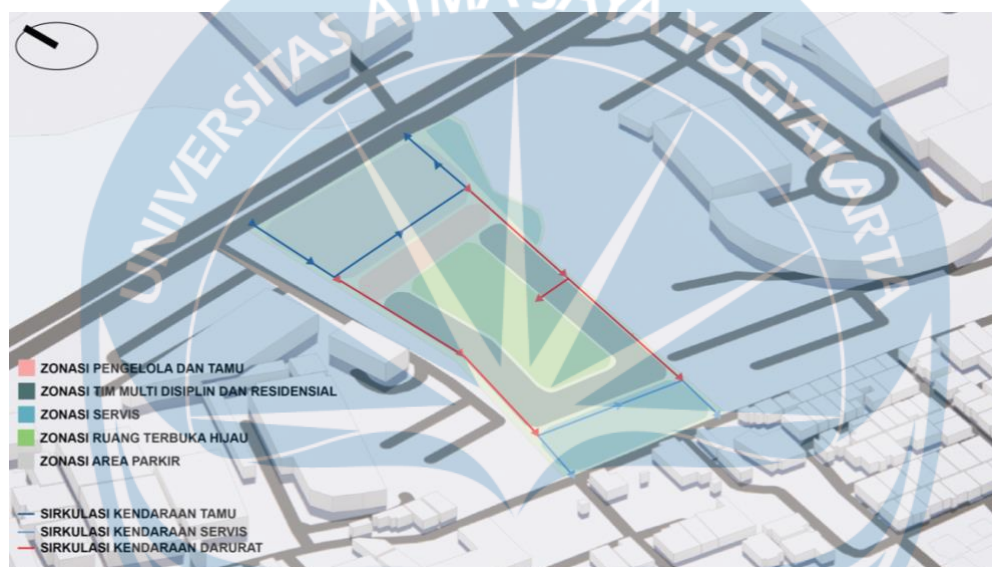 UNIVERSITAS ATMA JAYA YOGYAKARTA
ZONASI PENGELOLA DAN TAMU
ZONASI TIM MULTI DISIPLIN DAN RESIDENSIAL
ZONASI SERVIS
ZONASI RUANG TERBUKA HIJAU
ZONASI AREA PARKIR
SIRKULASI KENDARAAN TAMU
SIRKULASI KENDARAAN SERVIS
SIRKULASI KENDARAAN DARURAT